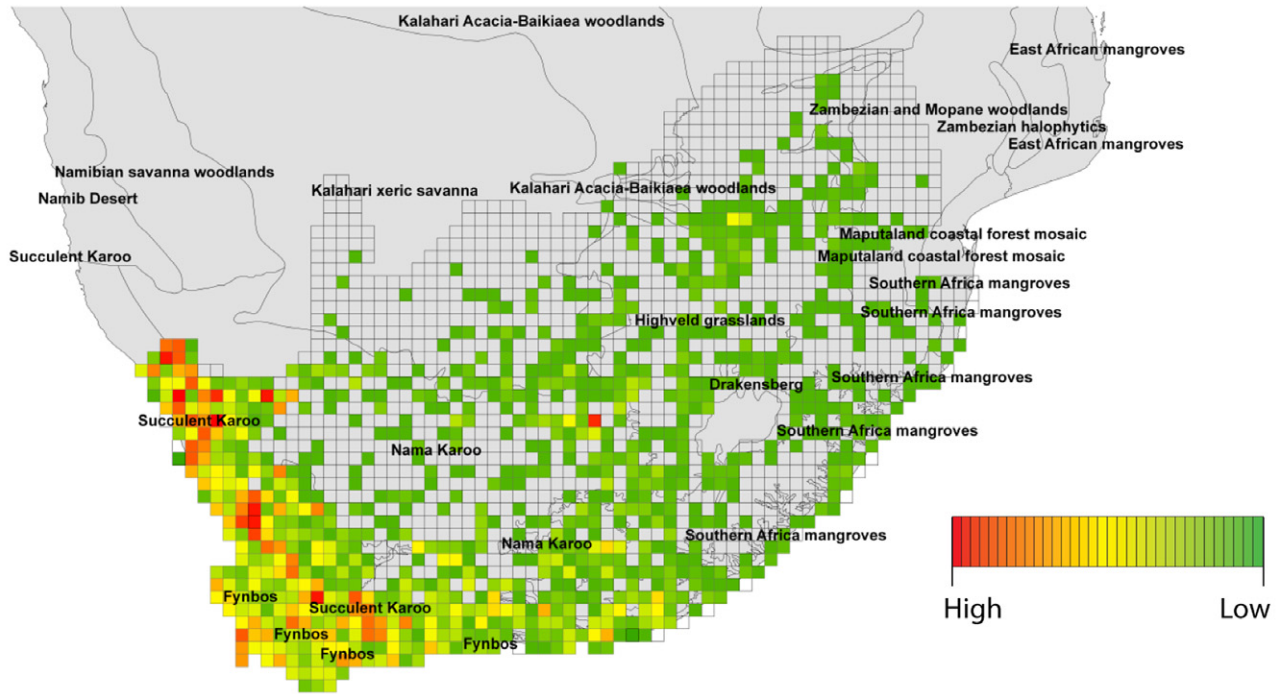 Kalahari Acacia-Baikiaea woodlands
East African mangroves
Zambezian and Mopane woodlands
Zambezian halophytics
East African mangroves
Namibian savanna woodlands
Kalahari xeric savanna
Kalahari Acacia-Baikiaea woodlands
Namib Desert
Maputaland coastal forest mosaic
Succulent Karoo
Maputaland coastal forest mosaic
Southern Africa mangroves
Southern Africa mangroves
Highveld grasslands
Southern Africa mangroves
Drakensberg
Succulent Karoo
Southern Africa mangroves
Nama Karoo
Southern Africa mangroves
Nama Karoo
Fynbos
Succulent Karoo
High
Low
Fynbos
Fynbos
Fynbos